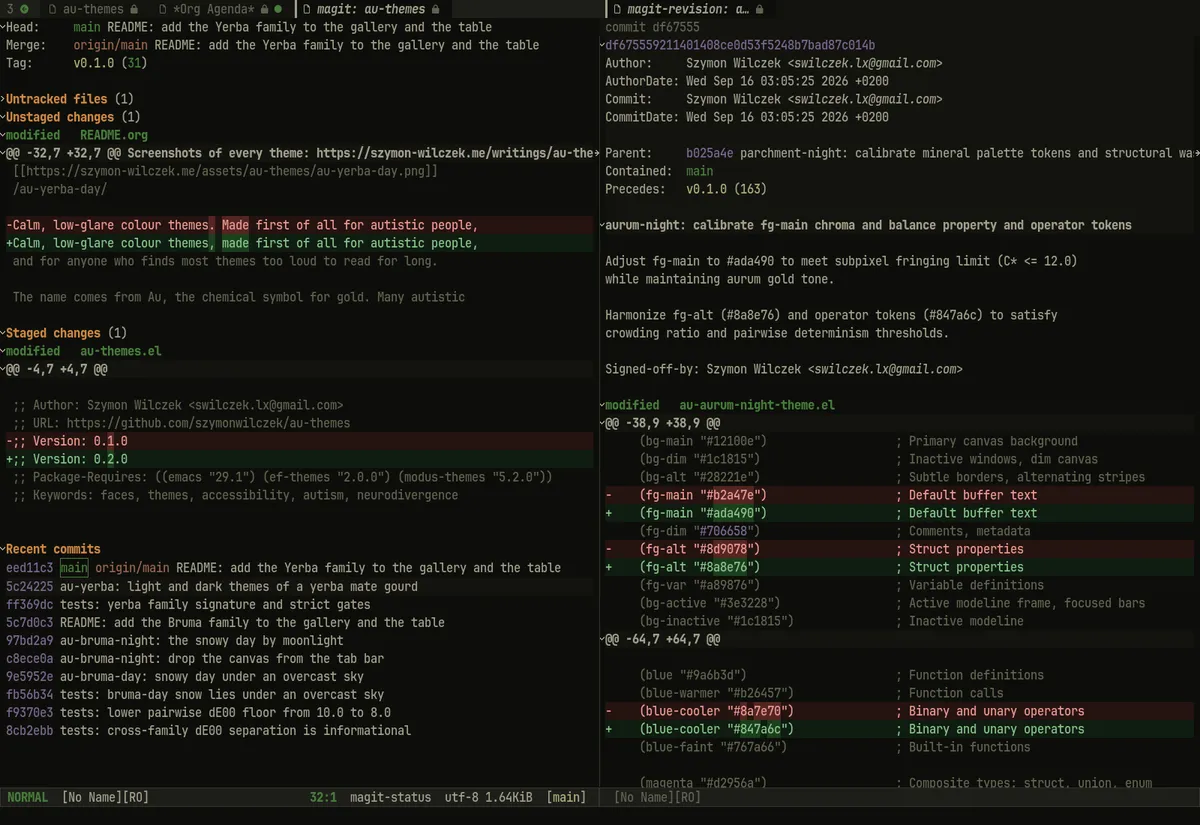 3 au-themes *Org Agenda* magit: au-themes
Head: main README: add the Yerba family to the gallery and the table
Merge: origin/main README: add the Yerba family to the gallery and the table
Tag: v0.1.0 (31)
Untracked files (1)
Unstaged changes (1)
modified README.org
@@ -32,7 +32,7 @@ Screenshots of every theme: https://szymon-wilczek.me/writings/au-the
[[https://szymon-wilczek.me/assets/au-themes/au-yerba-day.png]]
/au-yerba-day/
-Calm, low-glare colour themes. Made first of all for autistic people,
+Calm, low-glare colour themes, made first of all for autistic people,
and for anyone who finds most themes too loud to read for long.
The name comes from Au, the chemical symbol for gold. Many autistic
Staged changes (1)
modified au-themes.el
@@ -4,7 +4,7 @@
;; Author: Szymon Wilczek <swilczek.lx@gmail.com>
;; URL: https://github.com/szymonwilczek/au-themes
-;; Version: 0.1.0
+;; Version: 0.2.0
;; Package-Requires: ((emacs "29.1") (ef-themes "2.0.0") (modus-themes "5.2.0"))
;; Keywords: faces, themes, accessibility, autism, neurodivergence
Recent commits
eed11c3 main origin/main README: add the Yerba family to the gallery and the table
5c24225 au-yerba: light and dark themes of a yerba mate gourd
ff369dc tests: yerba family signature and strict gates
5c7d0c3 README: add the Bruma family to the gallery and the table
97bd2a9 au-bruma-night: the snowy day by moonlight
c8ece0a au-bruma-night: drop the canvas from the tab bar
9e5952e au-bruma-day: snowy day under an overcast sky
fb56b34 tests: bruma-day snow lies under an overcast sky
f9370e3 tests: lower pairwise dE00 floor from 10.0 to 8.0
8cb2ebb tests: cross-family dE00 separation is informational
NORMAL [No Name][RO] 32:1 magit-status utf-8 1.64KiB [main]
magit-revision: a…
commit df67555
df675559211401408ce0d53f5248b7bad87c014b
Author: Szymon Wilczek <swilczek.lx@gmail.com>
AuthorDate: Wed Sep 16 03:05:25 2026 +0200
Commit: Szymon Wilczek <swilczek.lx@gmail.com>
CommitDate: Wed Sep 16 03:05:25 2026 +0200
Parent: b025a4e parchment-night: calibrate mineral palette tokens and structural wa
Contained: main
Precedes: v0.1.0 (163)
aurum-night: calibrate fg-main chroma and balance property and operator tokens
Adjust fg-main to #ada490 to meet subpixel fringing limit (C* <= 12.0)
while maintaining aurum gold tone.
Harmonize fg-alt (#8a8e76) and operator tokens (#847a6c) to satisfy
crowding ratio and pairwise determinism thresholds.
Signed-off-by: Szymon Wilczek <swilczek.lx@gmail.com>
modified au-aurum-night-theme.el
@@ -38,9 +38,9 @@
(bg-main "#12100e") ; Primary canvas background
(bg-dim "#1c1815") ; Inactive windows, dim canvas
(bg-alt "#28221e") ; Subtle borders, alternating stripes
- (fg-main "#b2a47e") ; Default buffer text
+ (fg-main "#ada490") ; Default buffer text
(fg-dim "#706658") ; Comments, metadata
- (fg-alt "#8d9078") ; Struct properties
+ (fg-alt "#8a8e76") ; Struct properties
(fg-var "#a89876") ; Variable definitions
(bg-active "#3e3228") ; Active modeline frame, focused bars
(bg-inactive "#1c1815") ; Inactive modeline
@@ -64,7 +64,7 @@
(blue "#9a6b3d") ; Function definitions
(blue-warmer "#b26457") ; Function calls
- (blue-cooler "#8a7e70") ; Binary and unary operators
+ (blue-cooler "#847a6c") ; Binary and unary operators
(blue-faint "#767a66") ; Built-in functions
(magenta "#d2956a") ; Composite types: struct, union, enum
[No Name][RO]